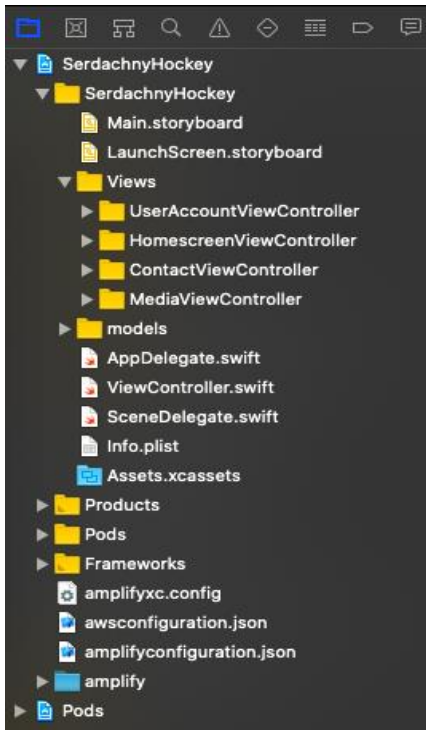 SerdachnyHockey
SerdachnyHockey
Main.storyboard
LaunchScreen.storyboard
Views
UserAccountViewController
HomescreenViewController
ContactViewController
MediaViewController
models
AppDelegate.swift
ViewController.swift
SceneDelegate.swift
Info.plist
Assets.xcassets
Products
Pods
Frameworks
amplifyxc.config
awsconfiguration.json
amplifyconfiguration.json
amplify
Pods